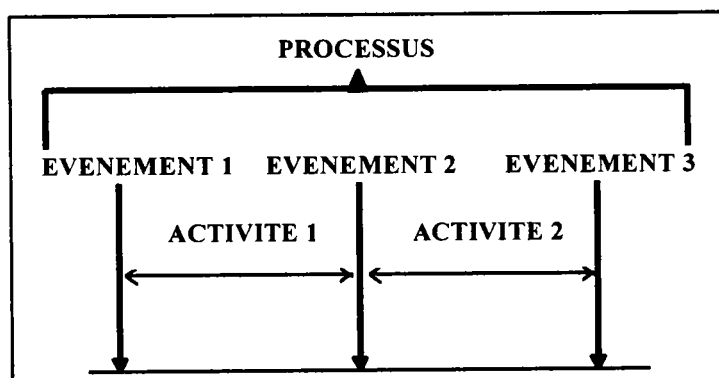 PROCESSUS
EVENEMENT 1 EVENEMENT 2 EVENEMENT 3
ACTIVITE 1 ACTIVITE 2